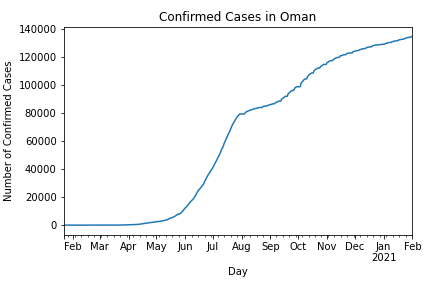 Confirmed Cases in Oman
140000
120000
100000
80000
60000
40000
20000
0
Number of Confirmed Cases
Feb Mar Apr May Jun Jul Aug Sep Oct Nov Dec Jan Feb
2021
Day